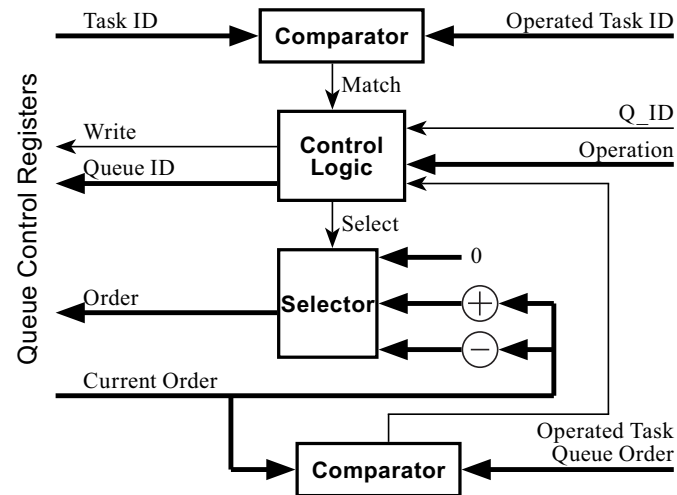 Task ID
Comparator
Operated Task ID
Match
Q_ID
Write
Control
Logic
Operation
Queue ID
Select
0
Selector
+
Order
−
Current Order
Operated Task
Queue Order
Comparator
Queue Control Registers